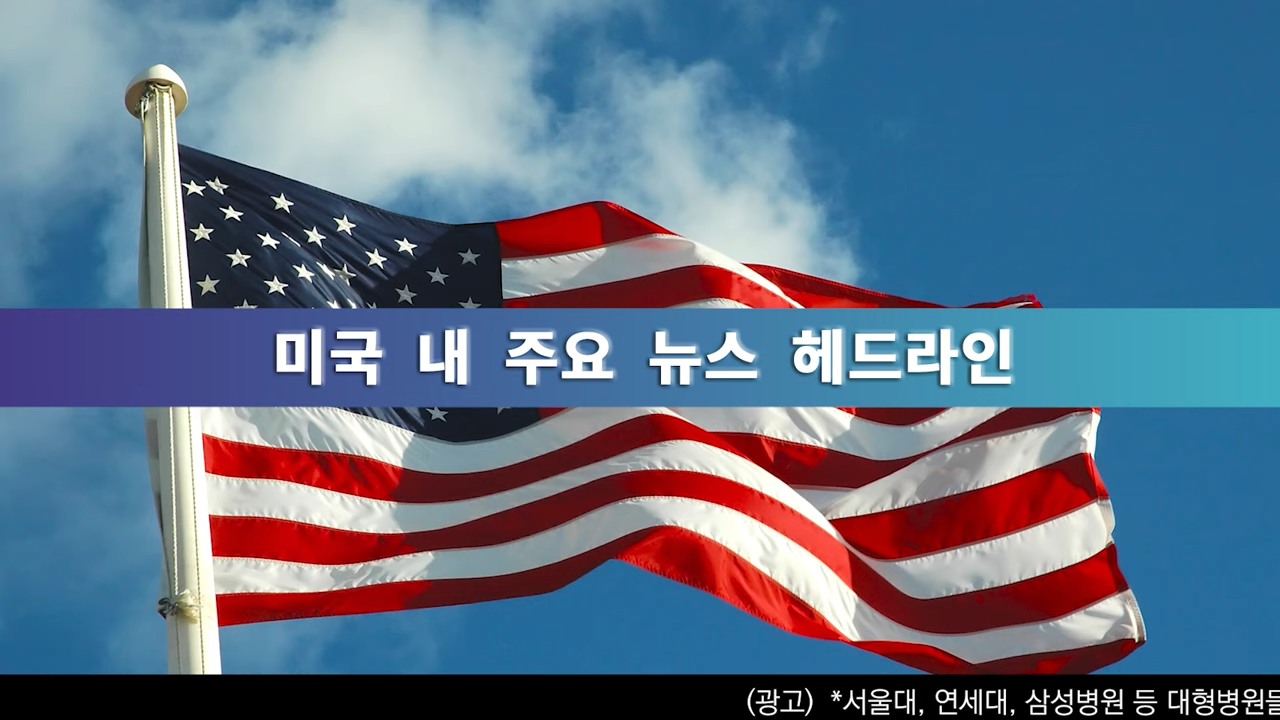 미국 내 주요 뉴스 헤드라인
(광고) *서울대, 연세대, 삼성병원 등 대형병원들